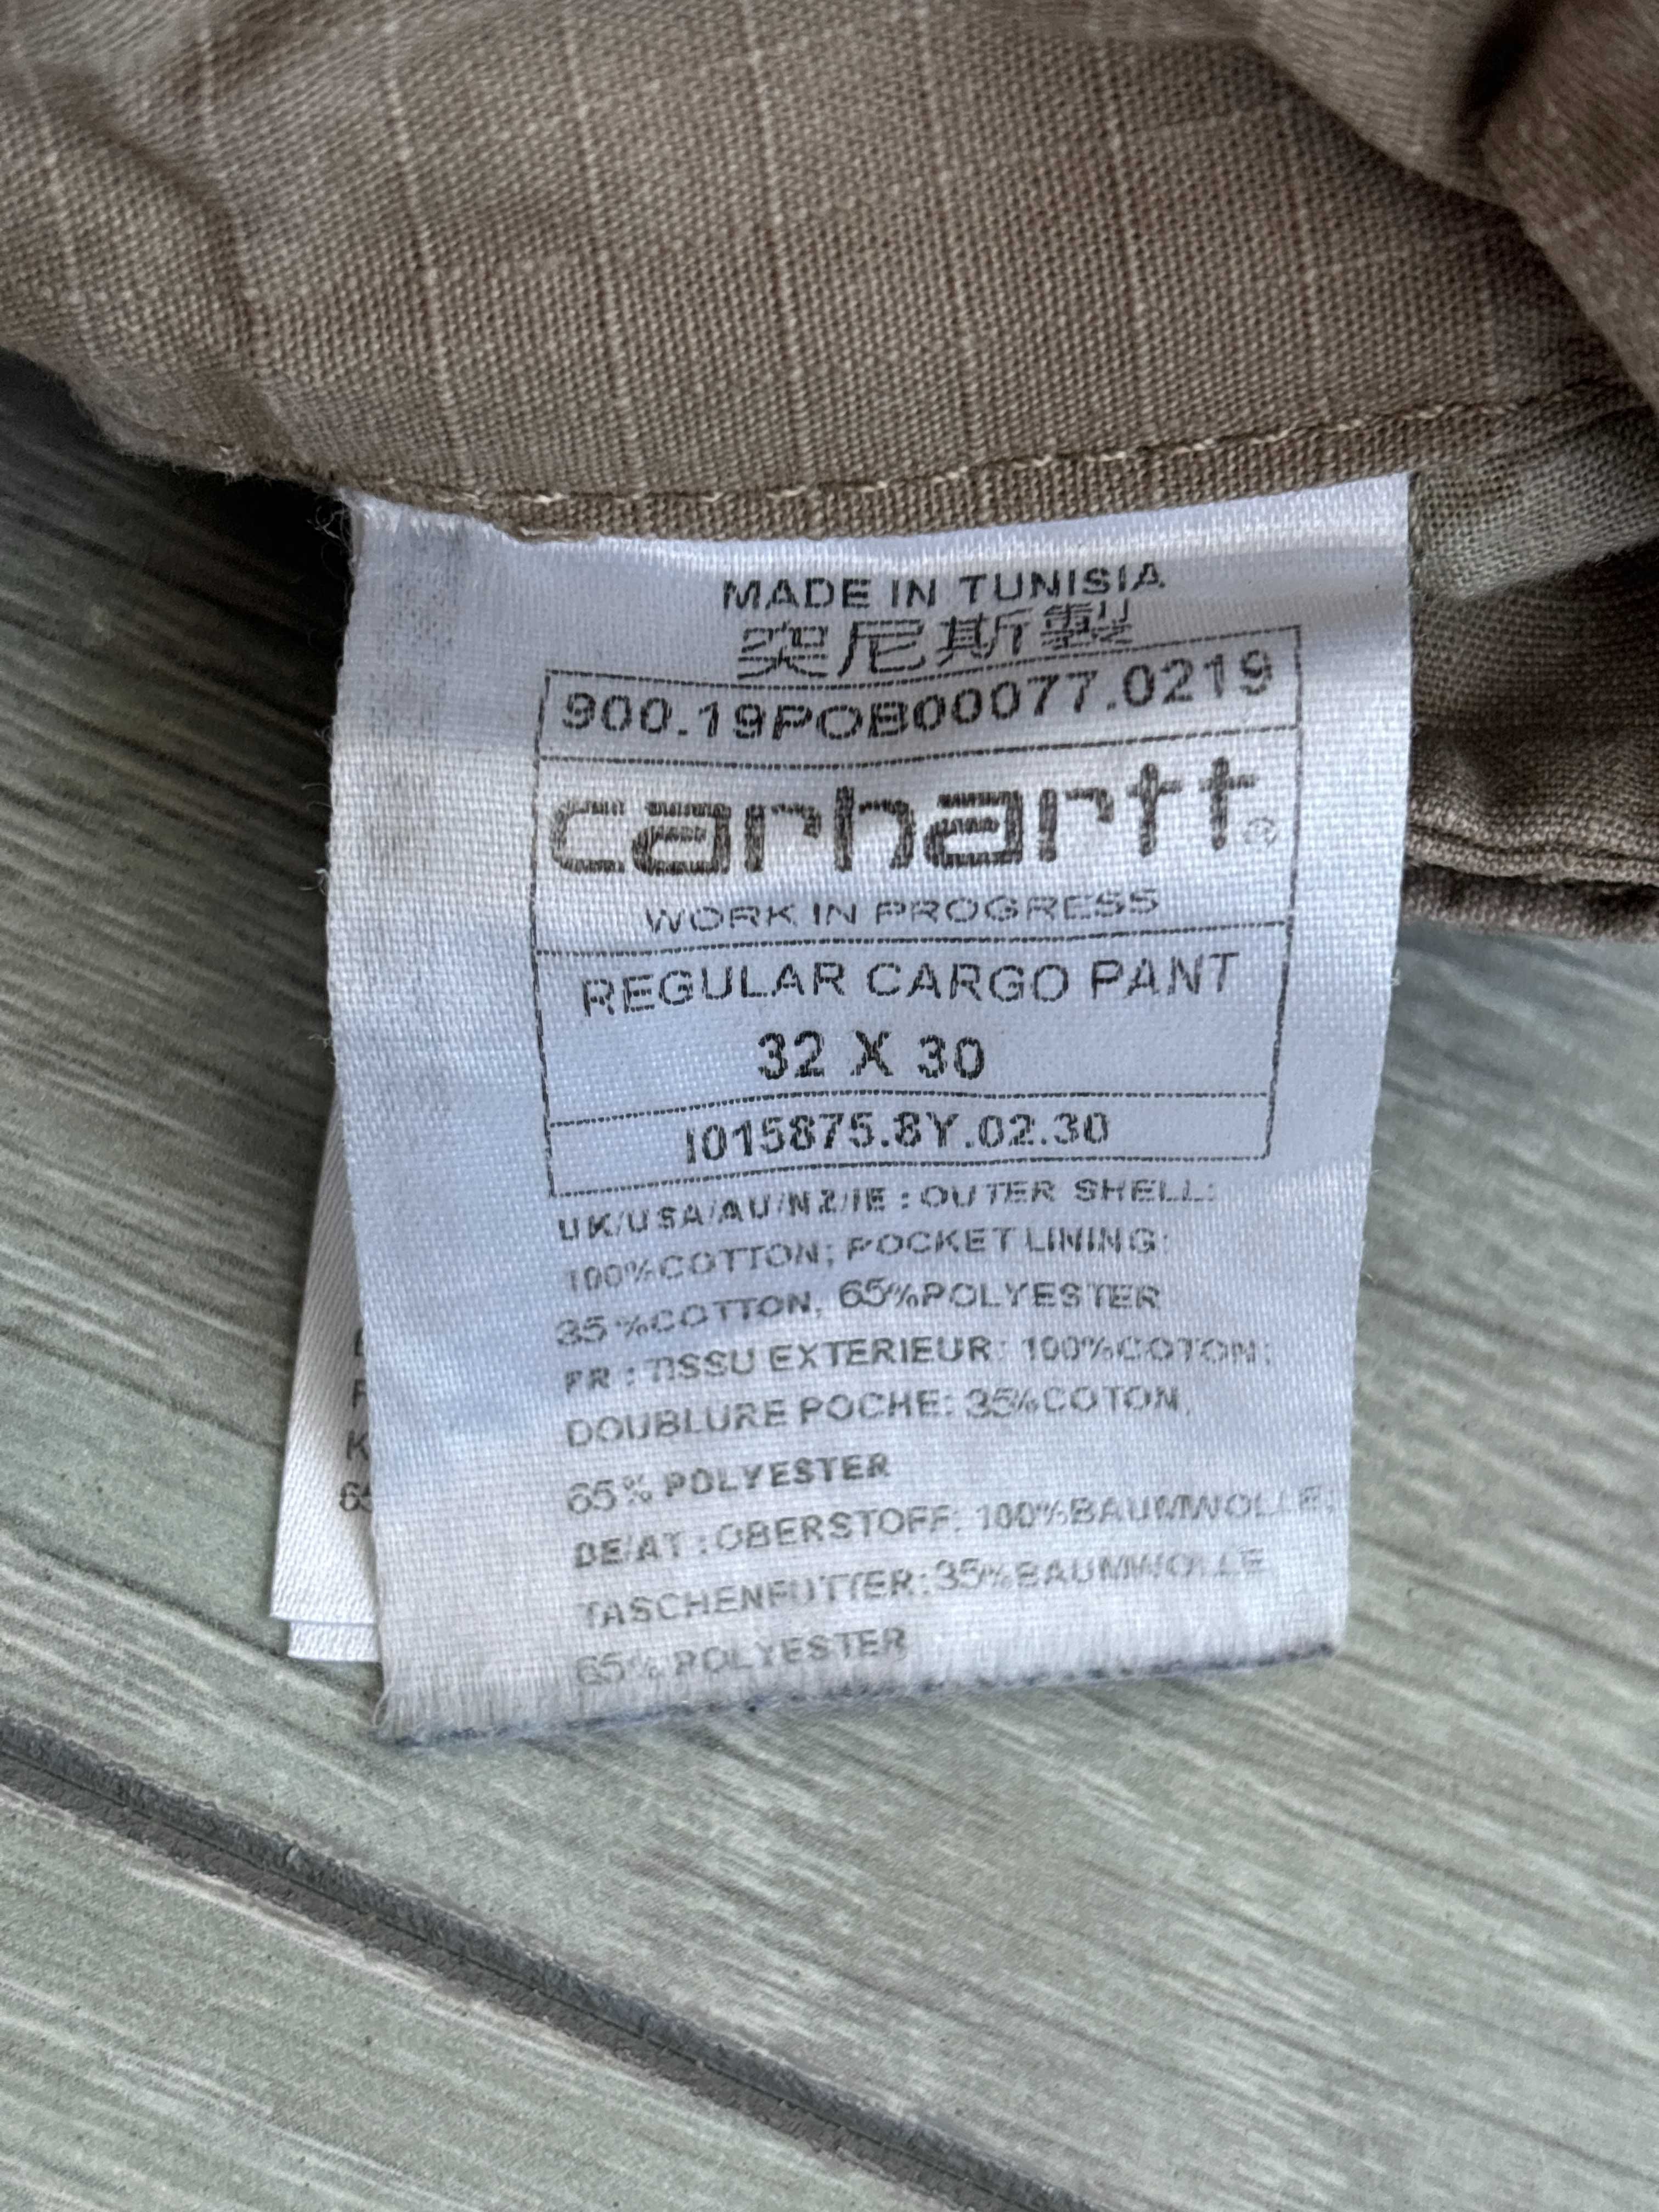 MADE IN TUNISIA
突尼斯製
900.19POB00077.0219
carhartt®
WORK IN PROGRESS
REGULAR CARGO PANT
32 X 30
I015875.8Y.02.30
UK/USA/AU/NZ/IE : OUTER SHELL:
100%COTTON; POCKET LINING:
35%COTTON, 65%POLYESTER
FR : TISSU EXTERIEUR: 100%COTON;
DOUBLURE POCHE: 35%COTON,
65% POLYESTER
DE/AT : OBERSTOFF: 100%BAUMWOLLE;
TASCHENFUTTER: 35%BAUMWOLLE
65% POLYESTER